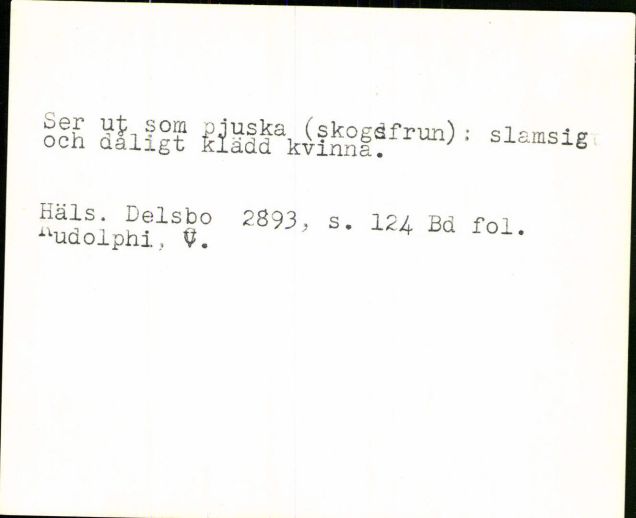 Ser ut som pjuska (skogsfrun): slamsig
och dåligt klädd kvinna.
Häls. Delsbo 2893, s. 124 Bd fol.
Rudolphi,